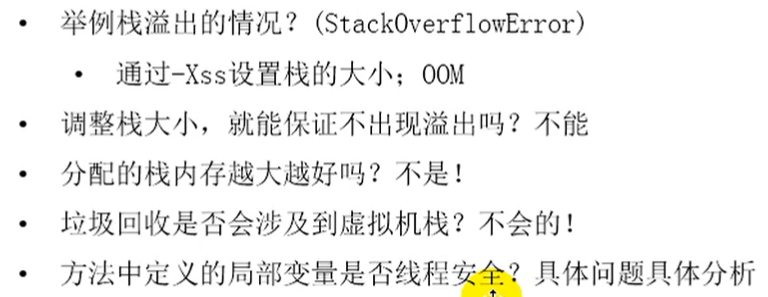 • 举例栈溢出的情况？(StackOverflowError)
• 通过-Xss设置栈的大小；OOM
• 调整栈大小，就能保证不出现溢出吗？不能
• 分配的栈内存越大越好吗？不是！
• 垃圾回收是否会涉及到虚拟机栈？不会的！
• 方法中定义的局部变量是否线程安全？具体问题具体分析